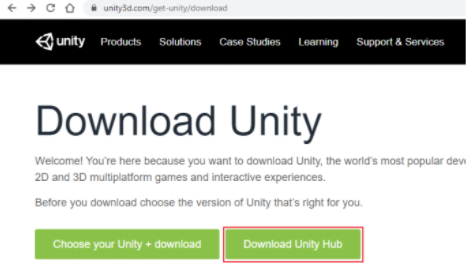 unity3d.com/get-unity/download
unity Products Solutions Case Studies Learning Support & Services
Download Unity
Welcome! You're here because you want to download Unity, the world's most popular
2D and 3D multiplatform games and interactive experiences.
Before you download choose the version of Unity that's right for you.
Choose your Unity + download Download Unity Hub